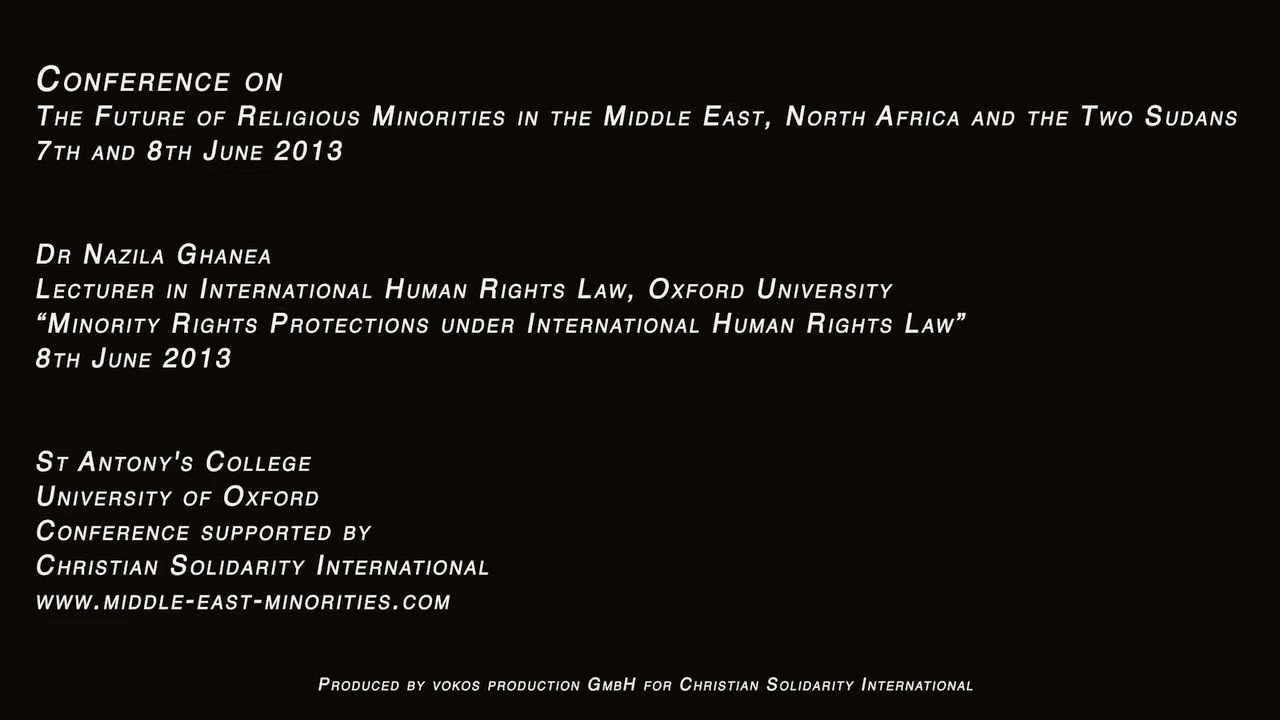 Conference on
The Future of Religious Minorities in the Middle East, North Africa and the Two Sudans
7th and 8th June 2013
Dr Nazila Ghanea
Lecturer in International Human Rights Law, Oxford University
“Minority Rights Protections under International Human Rights Law”
8th June 2013
St Antony's College
University of Oxford
Conference supported by
Christian Solidarity International
www.middle-east-minorities.com
Produced by vokos production GmbH for Christian Solidarity International